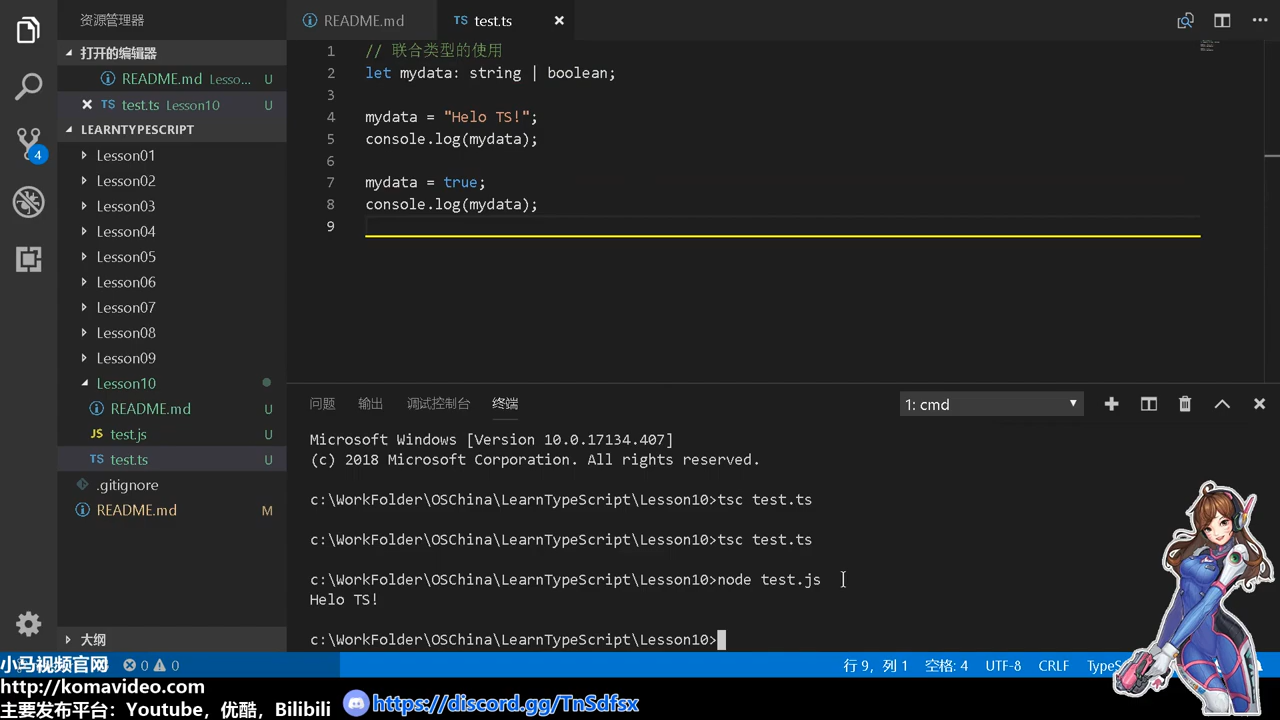 资源管理器
打开的编辑器
README.md Lesso... U
TS test.ts Lesson10 U
LEARNTYPESCRIPT
Lesson01
Lesson02
Lesson03
Lesson04
Lesson05
Lesson06
Lesson07
Lesson08
Lesson09
Lesson10
README.md U
JS test.js U
TS test.ts U
.gitignore
README.md M
大纲
4
README.md
TS test.ts
1 // 联合类型的使用
2 let mydata: string | boolean;
3
4 mydata = "Helo TS!";
5 console.log(mydata);
6
7 mydata = true;
8 console.log(mydata);
9
问题 输出 调试控制台 终端
1: cmd
Microsoft Windows [Version 10.0.17134.407]
(c) 2018 Microsoft Corporation. All rights reserved.
c:\WorkFolder\OSChina\LearnTypeScript\Lesson10>tsc test.ts
c:\WorkFolder\OSChina\LearnTypeScript\Lesson10>tsc test.ts
c:\WorkFolder\OSChina\LearnTypeScript\Lesson10>node test.js
Helo TS!
c:\WorkFolder\OSChina\LearnTypeScript\Lesson10>
小马视频官网 0 0 行 9，列 1 空格: 4 UTF-8 CRLF TypeS
http://komavideo.com
主要发布平台：Youtube，优酷，Bilibili
https://discord.gg/TnSdfsx